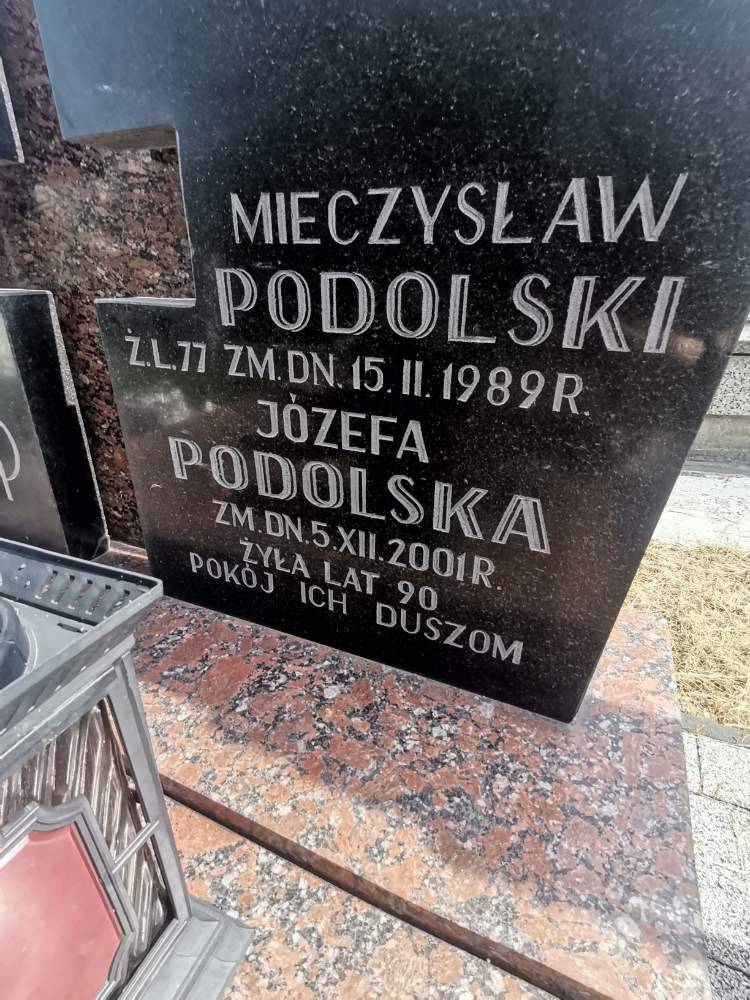 MIECZYSŁAW
PODOLSKI
Ż.L.77 ZM.DN.15.II.1989R.
JÓZEFA
PODOLSKA
ZM.DN.5.XII.2001R.
ŻYŁA LAT 90
POKÓJ ICH DUSZOM